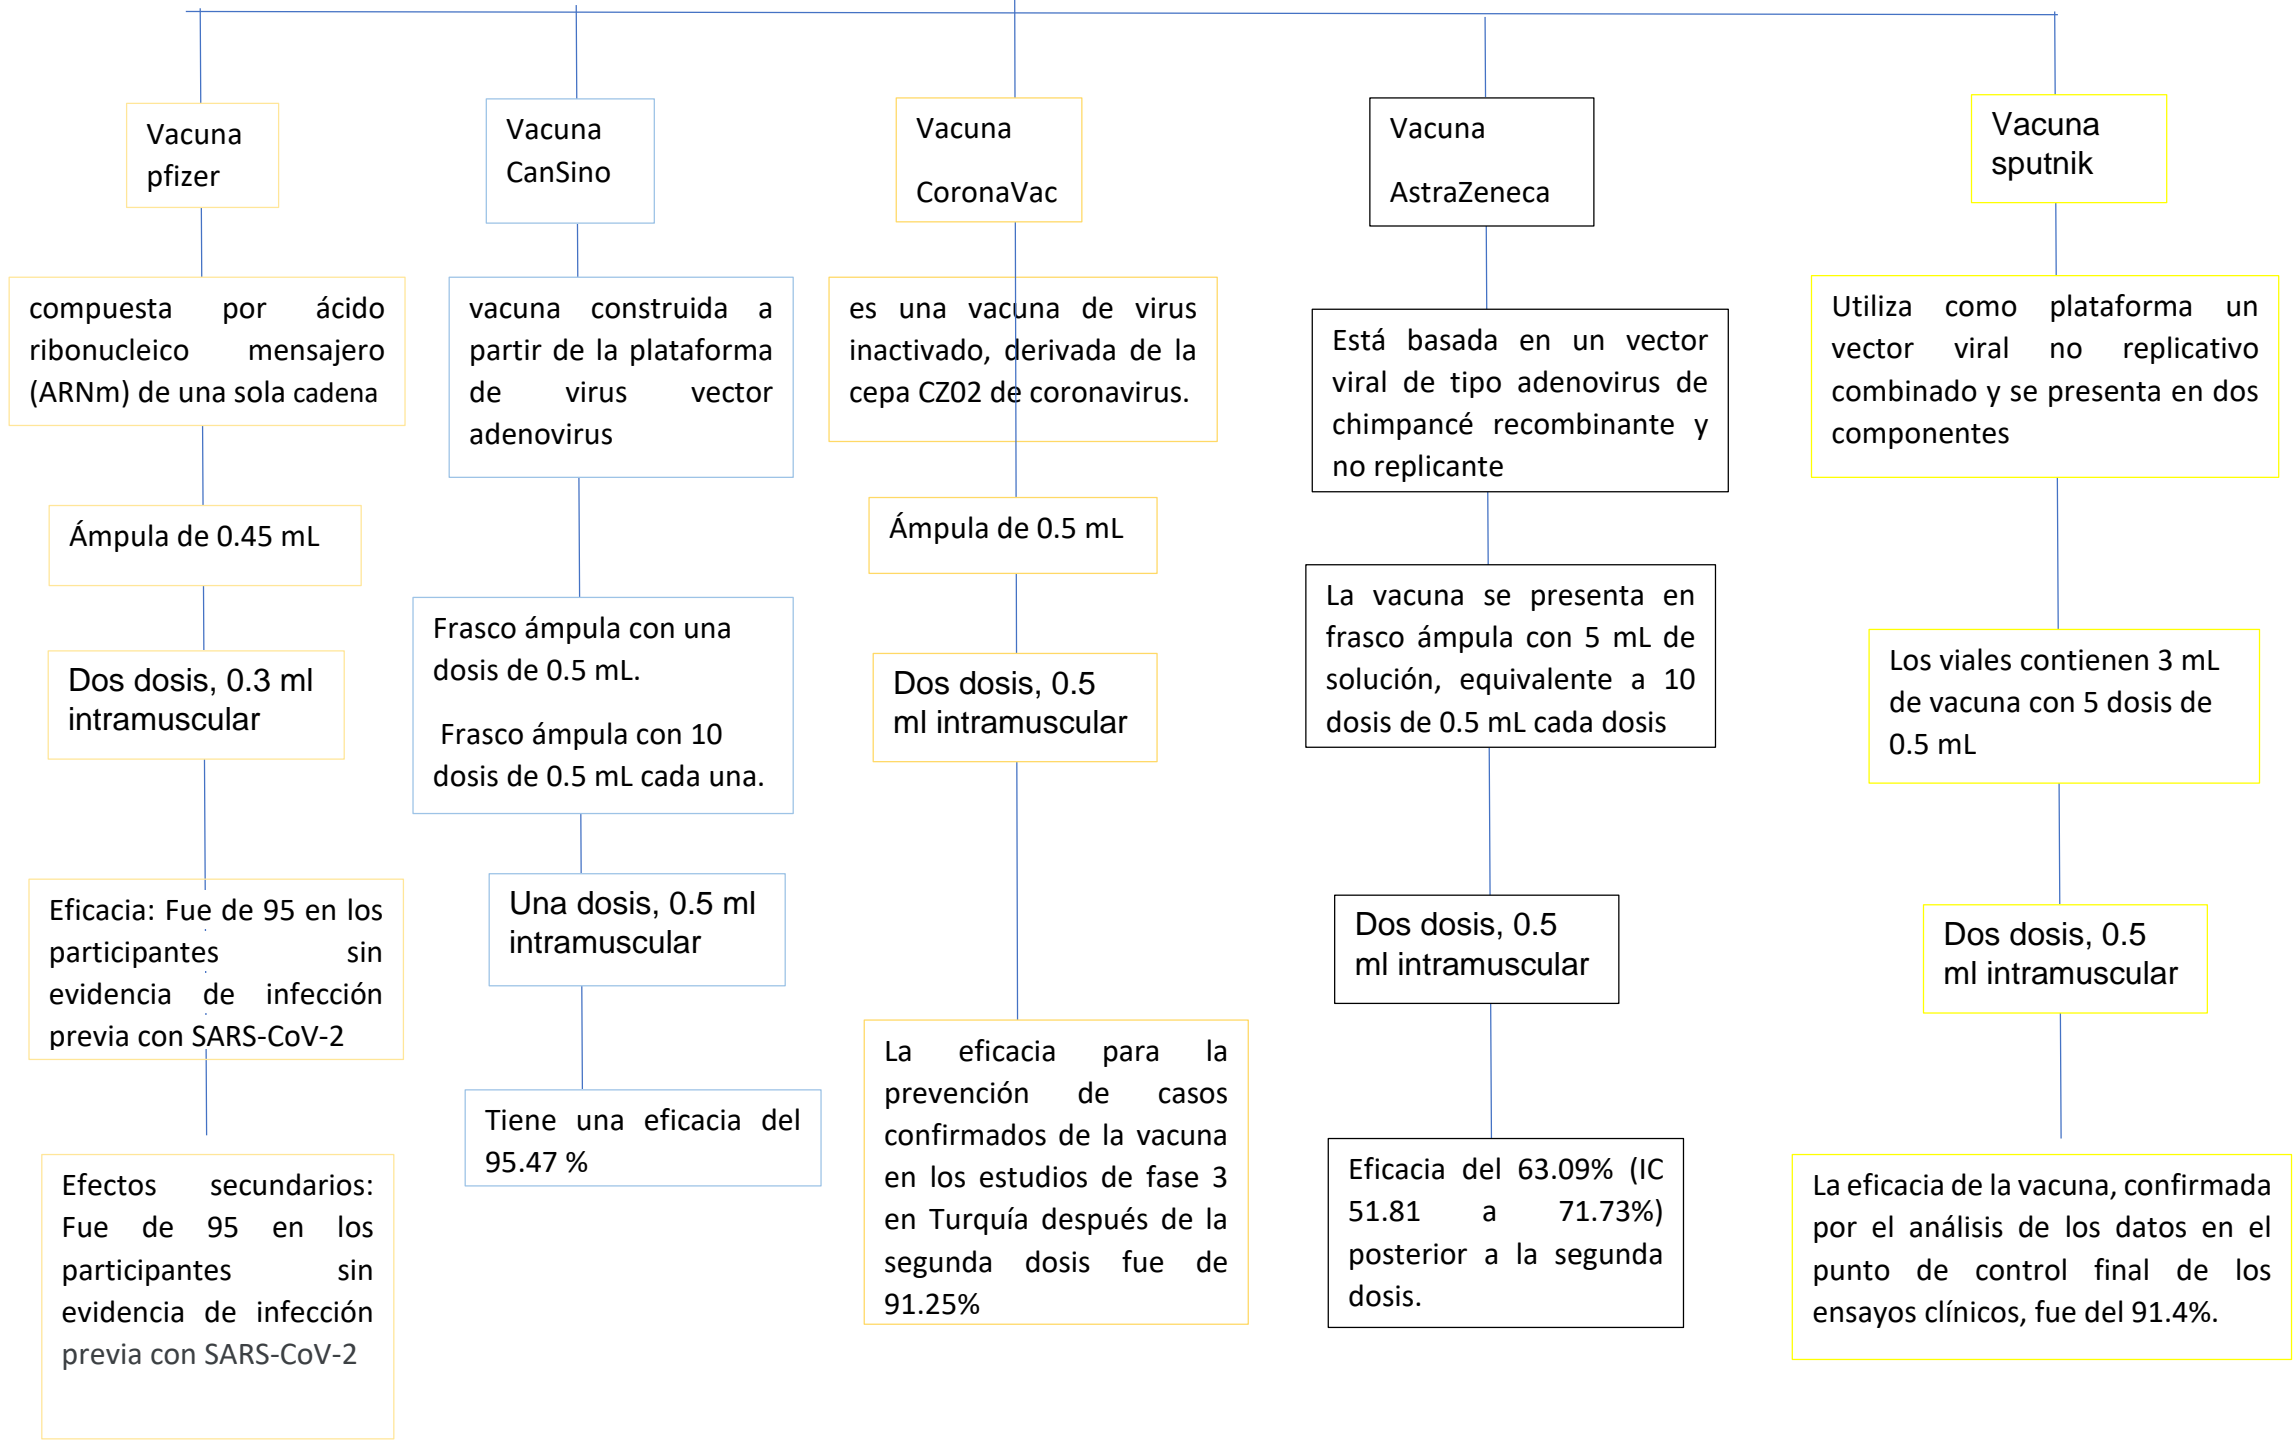 Vacuna
pfizer
compuesta por ácido
ribonucleico mensajero
(ARNm) de una sola cadena
Ámpula de 0.45 mL
Dos dosis, 0.3 ml
intramuscular
Eficacia: Fue de 95 en los
participantes sin
evidencia de infección
previa con SARS-CoV-2
Efectos secundarios:
Fue de 95 en los
participantes sin
evidencia de infección
previa con SARS-CoV-2
Vacuna
CanSino
vacuna construida a
partir de la plataforma
de virus vector
adenovirus
Frasco ámpula con una
dosis de 0.5 mL.
Frasco ámpula con 10
dosis de 0.5 mL cada una.
Una dosis, 0.5 ml
intramuscular
Tiene una eficacia del
95.47 %
Vacuna
CoronaVac
es una vacuna de virus
inactivado, derivada de la
cepa CZ02 de coronavirus.
Ámpula de 0.5 mL
Dos dosis, 0.5
ml intramuscular
La eficacia para la
prevención de casos
confirmados de la vacuna
en los estudios de fase 3
en Turquía después de la
segunda dosis fue de
91.25%
Vacuna
AstraZeneca
Está basada en un vector
viral de tipo adenovirus de
chimpancé recombinante y
no replicante
La vacuna se presenta en
frasco ámpula con 5 mL de
solución, equivalente a 10
dosis de 0.5 mL cada dosis
Dos dosis, 0.5
ml intramuscular
Eficacia del 63.09% (IC
51.81 a 71.73%)
posterior a la segunda
dosis.
Vacuna
sputnik
Utiliza como plataforma un
vector viral no replicativo
combinado y se presenta en dos
componentes
Los viales contienen 3 mL
de vacuna con 5 dosis de
0.5 mL
Dos dosis, 0.5
ml intramuscular
La eficacia de la vacuna, confirmada
por el análisis de los datos en el
punto de control final de los
ensayos clínicos, fue del 91.4%.